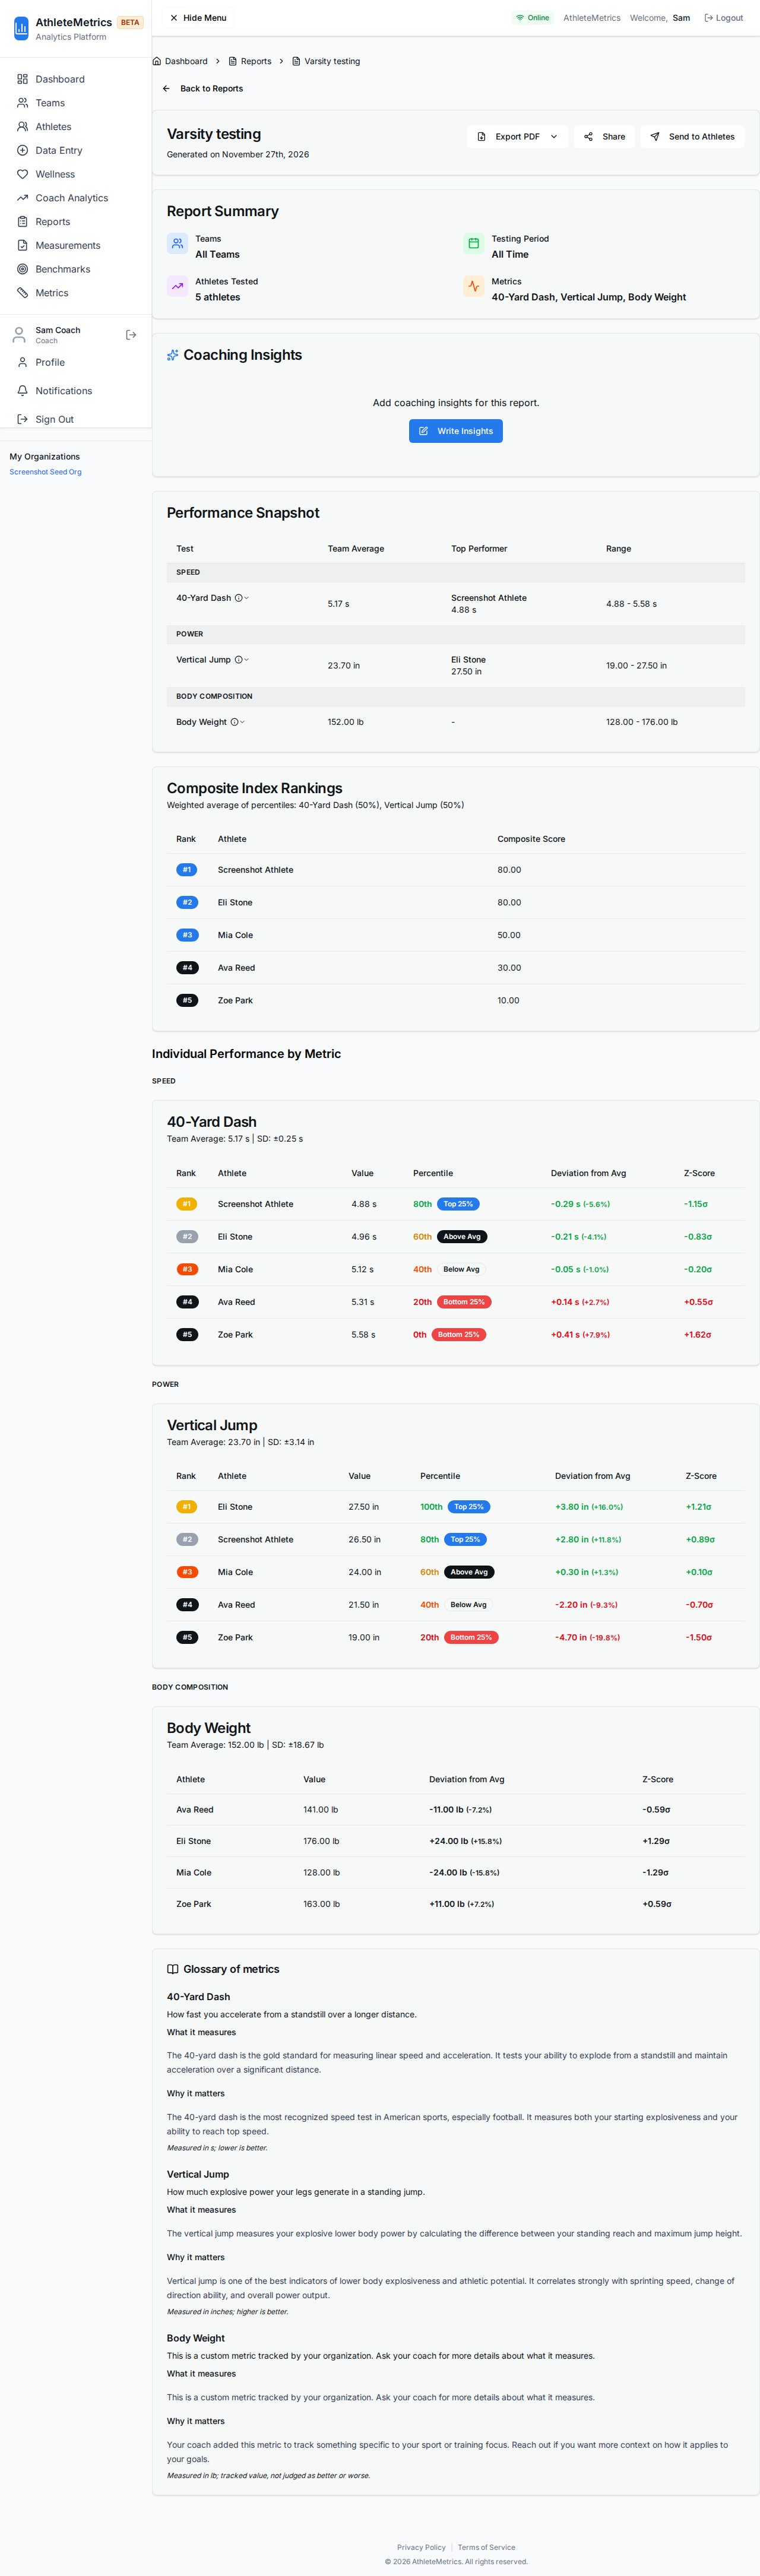 AthleteMetrics BETA
Analytics Platform
Hide Menu
Online AthleteMetrics Welcome, Sam Logout
Dashboard
Teams
Athletes
Data Entry
Wellness
Coach Analytics
Reports
Measurements
Benchmarks
Metrics
Sam Coach
Coach
Profile
Notifications
Sign Out
My Organizations
Screenshot Seed Org
Dashboard Reports Varsity testing
Back to Reports
Varsity testing
Generated on November 27th, 2026
Export PDF Share Send to Athletes
Report Summary
Teams
All Teams
Testing Period
All Time
Athletes Tested
5 athletes
Metrics
40-Yard Dash, Vertical Jump, Body Weight
Coaching Insights
Add coaching insights for this report.
Write Insights
Performance Snapshot
Test Team Average Top Performer Range
SPEED
40-Yard Dash 5.17 s Screenshot Athlete 4.88 s 4.88 - 5.58 s
POWER
Vertical Jump 23.70 in Eli Stone 27.50 in 19.00 - 27.50 in
BODY COMPOSITION
Body Weight 152.00 lb - 128.00 - 176.00 lb
Composite Index Rankings
Weighted average of percentiles: 40-Yard Dash (50%), Vertical Jump (50%)
Rank Athlete Composite Score
#1 Screenshot Athlete 80.00
#2 Eli Stone 80.00
#3 Mia Cole 50.00
#4 Ava Reed 30.00
#5 Zoe Park 10.00
Individual Performance by Metric
SPEED
40-Yard Dash
Team Average: 5.17 s | SD: ±0.25 s
Rank Athlete Value Percentile Deviation from Avg Z-Score
#1 Screenshot Athlete 4.88 s 80th Top 25% -0.29 s (-5.6%) -1.15σ
#2 Eli Stone 4.96 s 60th Above Avg -0.21 s (-4.1%) -0.83σ
#3 Mia Cole 5.12 s 40th Below Avg -0.05 s (-1.0%) -0.20σ
#4 Ava Reed 5.31 s 20th Bottom 25% +0.14 s (+2.7%) +0.55σ
#5 Zoe Park 5.58 s 0th Bottom 25% +0.41 s (+7.9%) +1.62σ
POWER
Vertical Jump
Team Average: 23.70 in | SD: ±3.14 in
Rank Athlete Value Percentile Deviation from Avg Z-Score
#1 Eli Stone 27.50 in 100th Top 25% +3.80 in (+16.0%) +1.21σ
#2 Screenshot Athlete 26.50 in 80th Top 25% +2.80 in (+11.8%) +0.89σ
#3 Mia Cole 24.00 in 60th Above Avg +0.30 in (+1.3%) +0.10σ
#4 Ava Reed 21.50 in 40th Below Avg -2.20 in (-9.3%) -0.70σ
#5 Zoe Park 19.00 in 20th Bottom 25% -4.70 in (-19.8%) -1.50σ
BODY COMPOSITION
Body Weight
Team Average: 152.00 lb | SD: ±18.67 lb
Athlete Value Deviation from Avg Z-Score
Ava Reed 141.00 lb -11.00 lb (-7.2%) -0.59σ
Eli Stone 176.00 lb +24.00 lb (+15.8%) +1.29σ
Mia Cole 128.00 lb -24.00 lb (-15.8%) -1.29σ
Zoe Park 163.00 lb +11.00 lb (+7.2%) +0.59σ
Glossary of metrics
40-Yard Dash
How fast you accelerate from a standstill over a longer distance.
What it measures
The 40-yard dash is the gold standard for measuring linear speed and acceleration. It tests your ability to explode from a standstill and maintain
acceleration over a significant distance.
Why it matters
The 40-yard dash is the most recognized speed test in American sports, especially football. It measures both your starting explosiveness and your
ability to reach top speed.
Measured in s; lower is better.
Vertical Jump
How much explosive power your legs generate in a standing jump.
What it measures
The vertical jump measures your explosive lower body power by calculating the difference between your standing reach and maximum jump height.
Why it matters
Vertical jump is one of the best indicators of lower body explosiveness and athletic potential. It correlates strongly with sprinting speed, change of
direction ability, and overall power output.
Measured in inches; higher is better.
Body Weight
This is a custom metric tracked by your organization. Ask your coach for more details about what it measures.
What it measures
This is a custom metric tracked by your organization. Ask your coach for more details about what it measures.
Why it matters
Your coach added this metric to track something specific to your sport or training focus. Reach out if you want more context on how it applies to
your goals.
Measured in lb; tracked value, not judged as better or worse.
Privacy Policy | Terms of Service
© 2026 AthleteMetrics. All rights reserved.